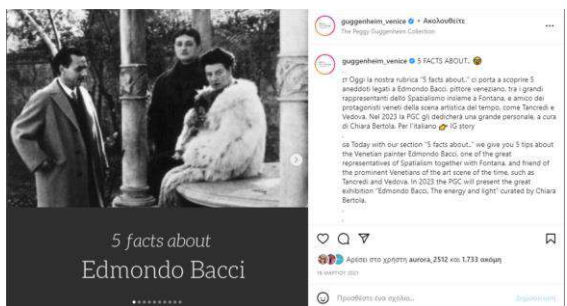 guggenheim_venice • Ακολουθείτε
The Peggy Guggenheim Collection
guggenheim_venice 5 FACTS ABOUT..
Oggi la nostra rubrica "5 facts about.." ci porta a scoprire 5
aneddoti legati a Edmondo Bacci, pittore veneziano, tra i grandi
rappresentanti dello Spazialismo insieme a Fontana, e amico dei
protagonisti veneti della scena artistica del tempo, come Tancredi e
Vedova. Nel 2023 la PGC gli dedicherà una grande personale, a cura
di Chiara Bertola. Per l'italiano 👉 IG story
.
Today with our section "5 facts about.." we give you 5 tips about
the Venetian painter Edmondo Bacci, one of the great
representatives of Spatialism together with Fontana, and friend of
the prominent Venetians of the art scene of the time, such as
Tancredi and Vedova. In 2023 the PGC will present the great
exhibition "Edmondo Bacci. The energy and light" curated by Chiara
Bertola.
.
.
5 facts about
Edmondo Bacci
Αρέσει στο χρήστη aurora_2512 και 1.733 ακόμη
16 ΜΑΡΤΙΟΥ 2021
Προσθέστε ένα σχόλιο...
Δημοσίευση